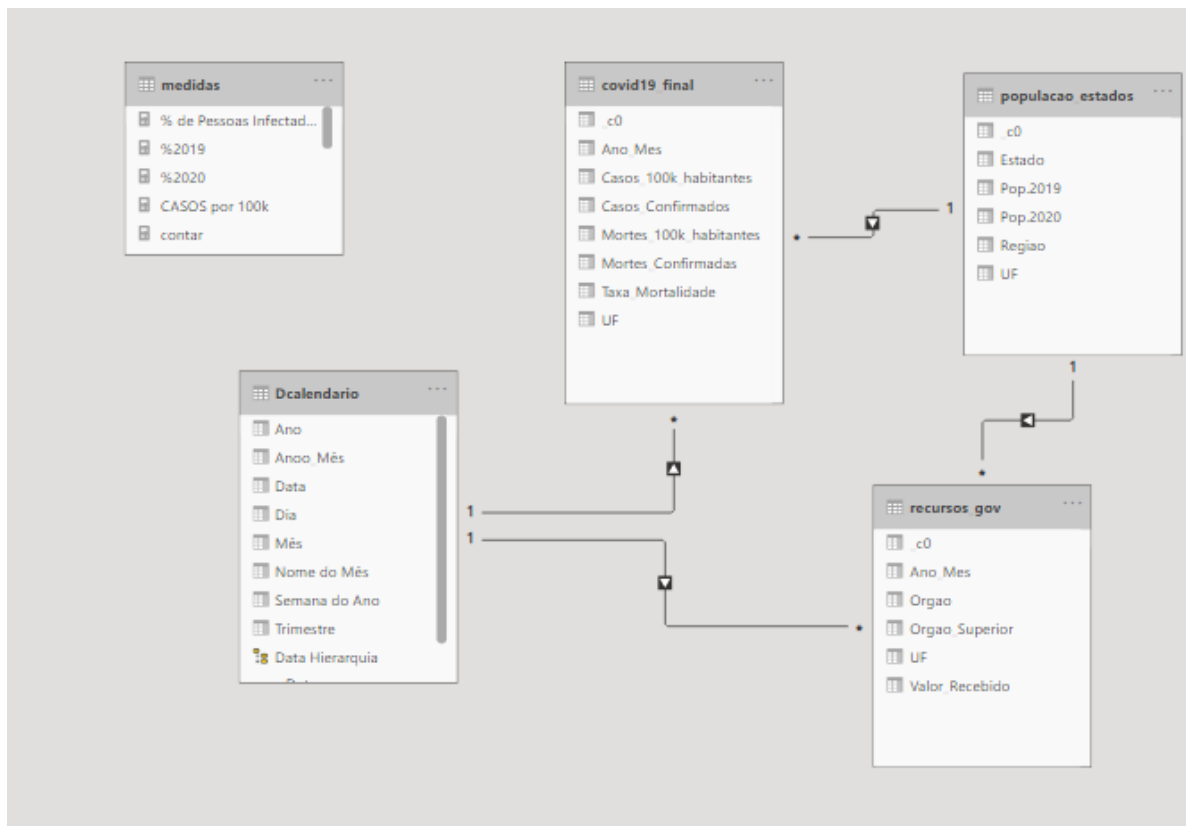 medidas
% de Pessoas Infectad...
%2019
%2020
CASOS por 100k
contar
covid19_final
_c0
Ano_Mes
Casos_100k_habitantes
Casos_Confirmados
Mortes_100k_habitantes
Mortes_Confirmadas
Taxa_Mortalidade
UF
populacao_estados
_c0
Estado
Pop.2019
Pop.2020
Regiao
UF
1
*
1
*
Dcalendario
Ano
Anoo_Mês
Data
Dia
Mês
Nome do Mês
Semana do Ano
Trimestre
Data Hierarquia
*
1
1
*
recursos_gov
_c0
Ano_Mes
Orgao
Orgao_Superior
UF
Valor_Recebido